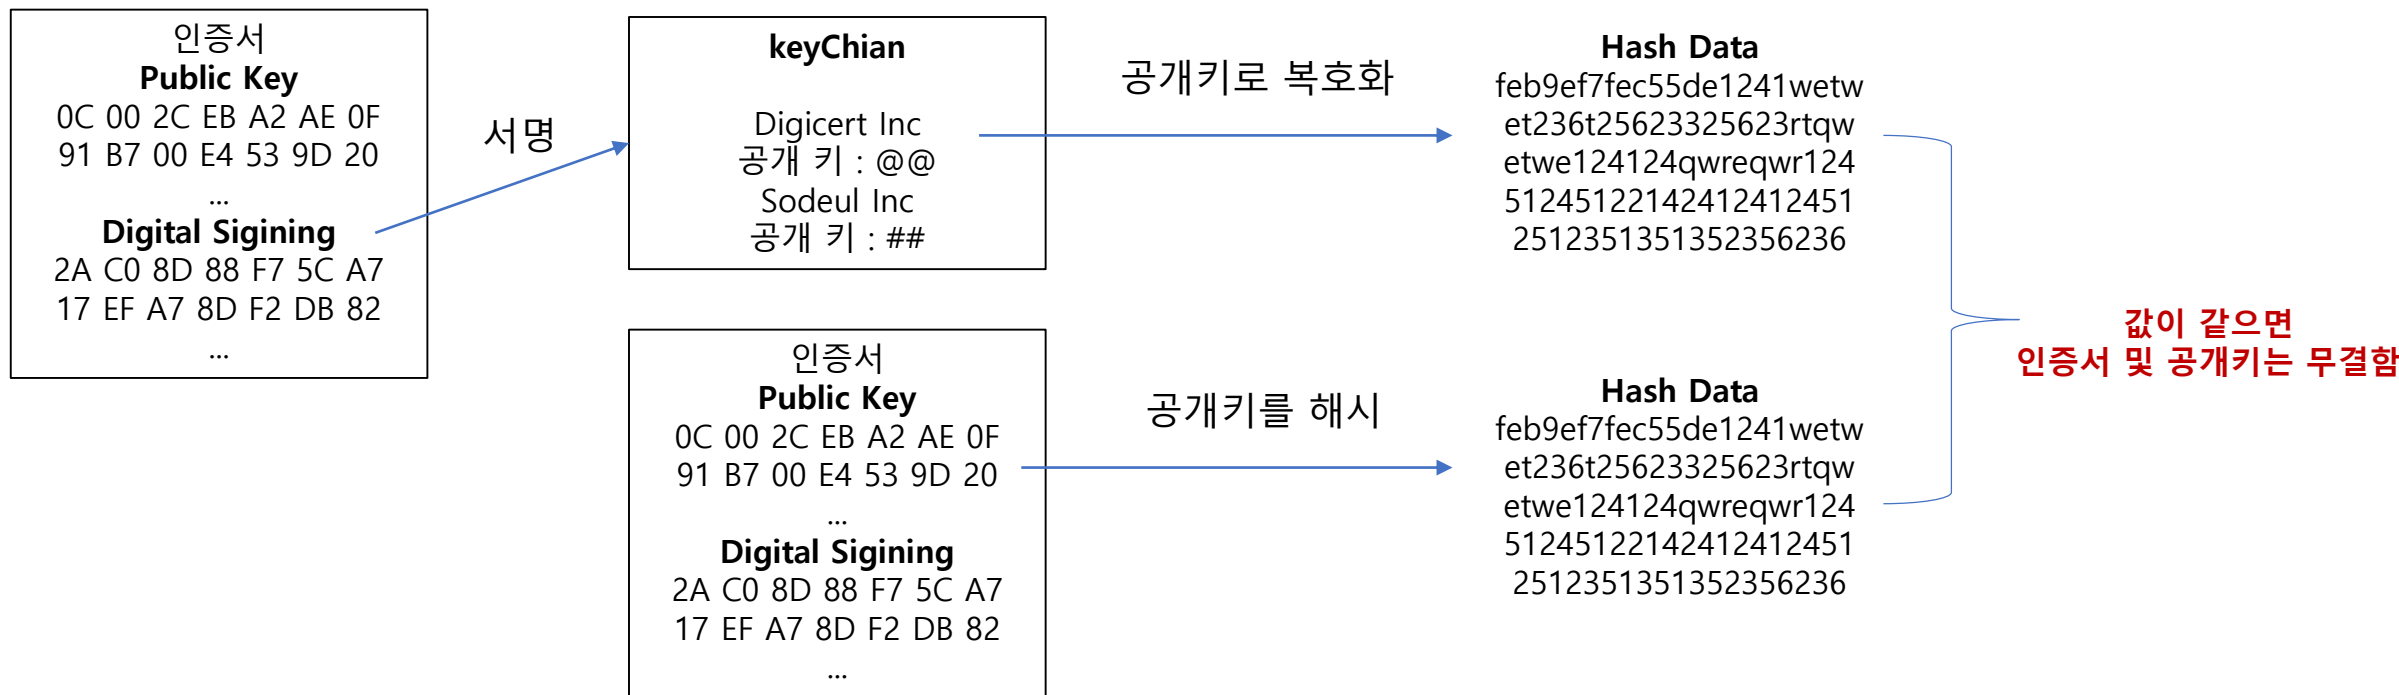 인증서
Public Key
0C 00 2C EB A2 AE 0F
91 B7 00 E4 53 9D 20
...
Digital Sigining
2A C0 8D 88 F7 5C A7
17 EF A7 8D F2 DB 82
...
서명
keyChian
Digicert Inc
공개 키 : @@
Sodeul Inc
공개 키 : ##
공개키로 복호화
Hash Data
feb9ef7fec55de1241wetw
et236t25623325623rtqw
etwe124124qwreqwr124
51245122142412412451
2512351351352356236
인증서
Public Key
0C 00 2C EB A2 AE 0F
91 B7 00 E4 53 9D 20
...
Digital Sigining
2A C0 8D 88 F7 5C A7
17 EF A7 8D F2 DB 82
...
공개키를 해시
Hash Data
feb9ef7fec55de1241wetw
et236t25623325623rtqw
etwe124124qwreqwr124
51245122142412412451
2512351351352356236
값이 같으면
인증서 및 공개키는 무결함